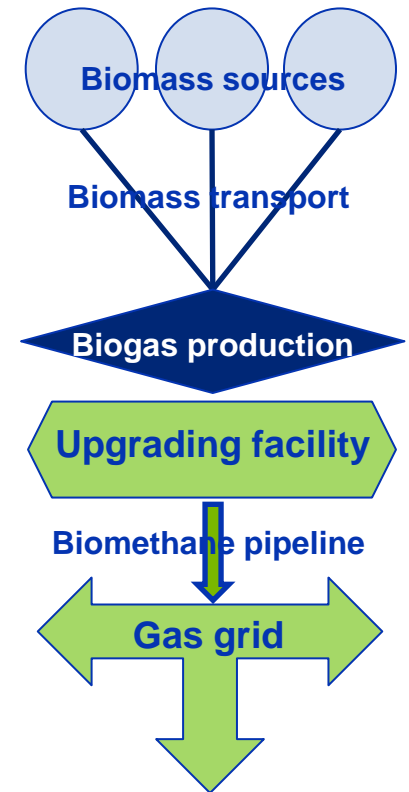 Biomass sources
Biomass transport
Biogas production
Upgrading facility
Biomethane pipeline
Gas grid